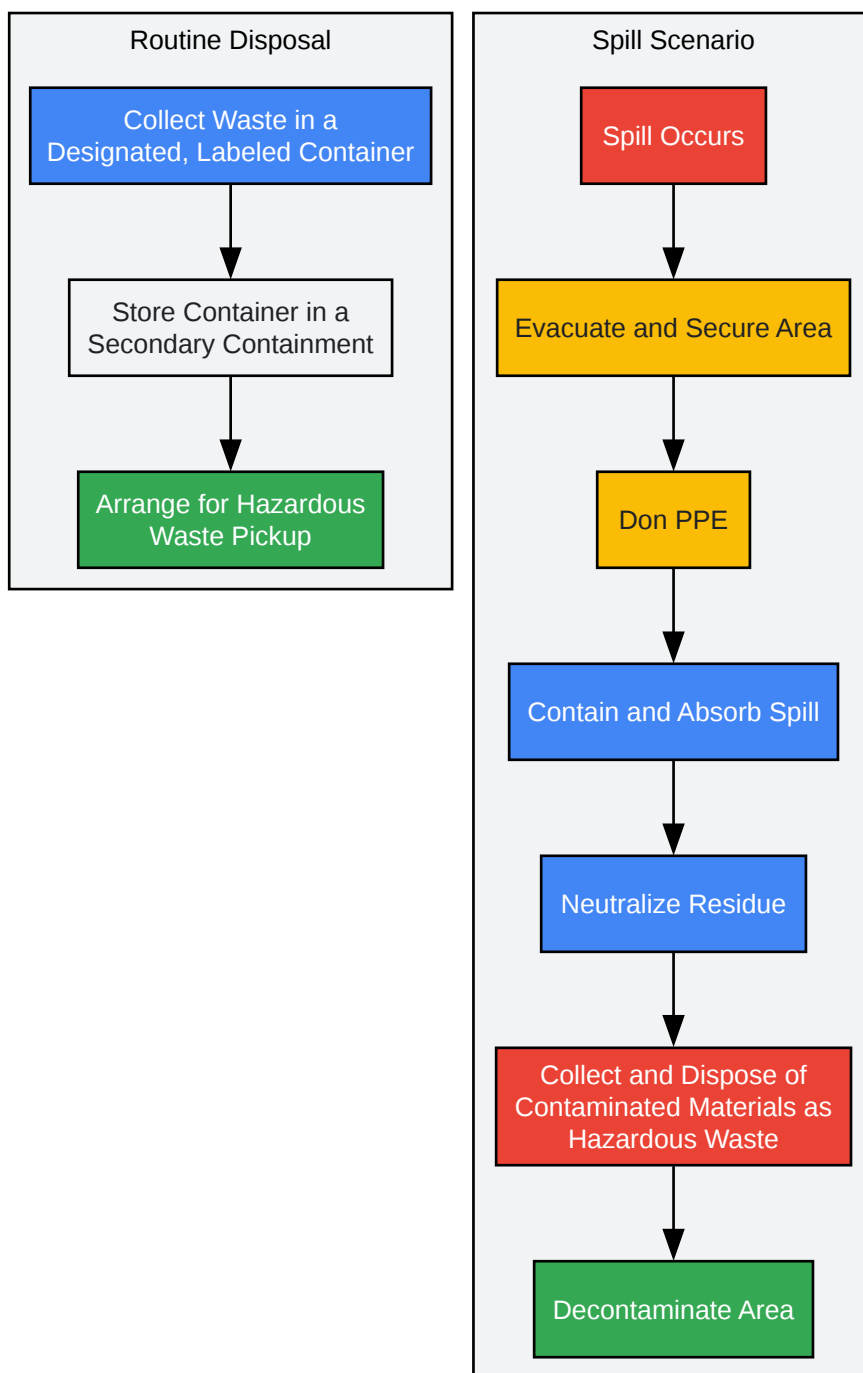 Routine Disposal
Collect Waste in a
Designated, Labeled Container
Store Container in a
Secondary Containment
Arrange for Hazardous
Waste Pickup
Spill Scenario
Spill Occurs
Evacuate and Secure Area
Don PPE
Contain and Absorb Spill
Neutralize Residue
Collect and Dispose of
Contaminated Materials as
Hazardous Waste
Decontaminate Area